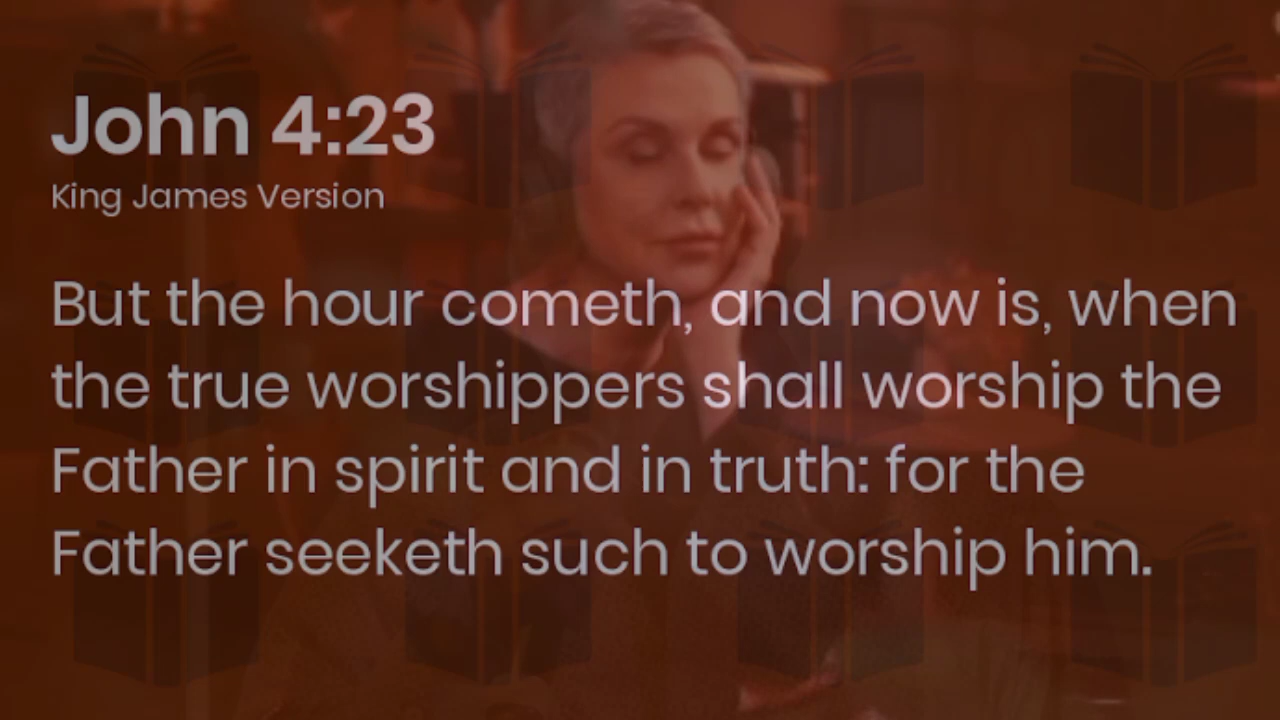 John 4:23
King James Version
But the hour cometh, and now is, when
the true worshippers shall worship the
Father in spirit and in truth: for the
Father seeketh such to worship him.